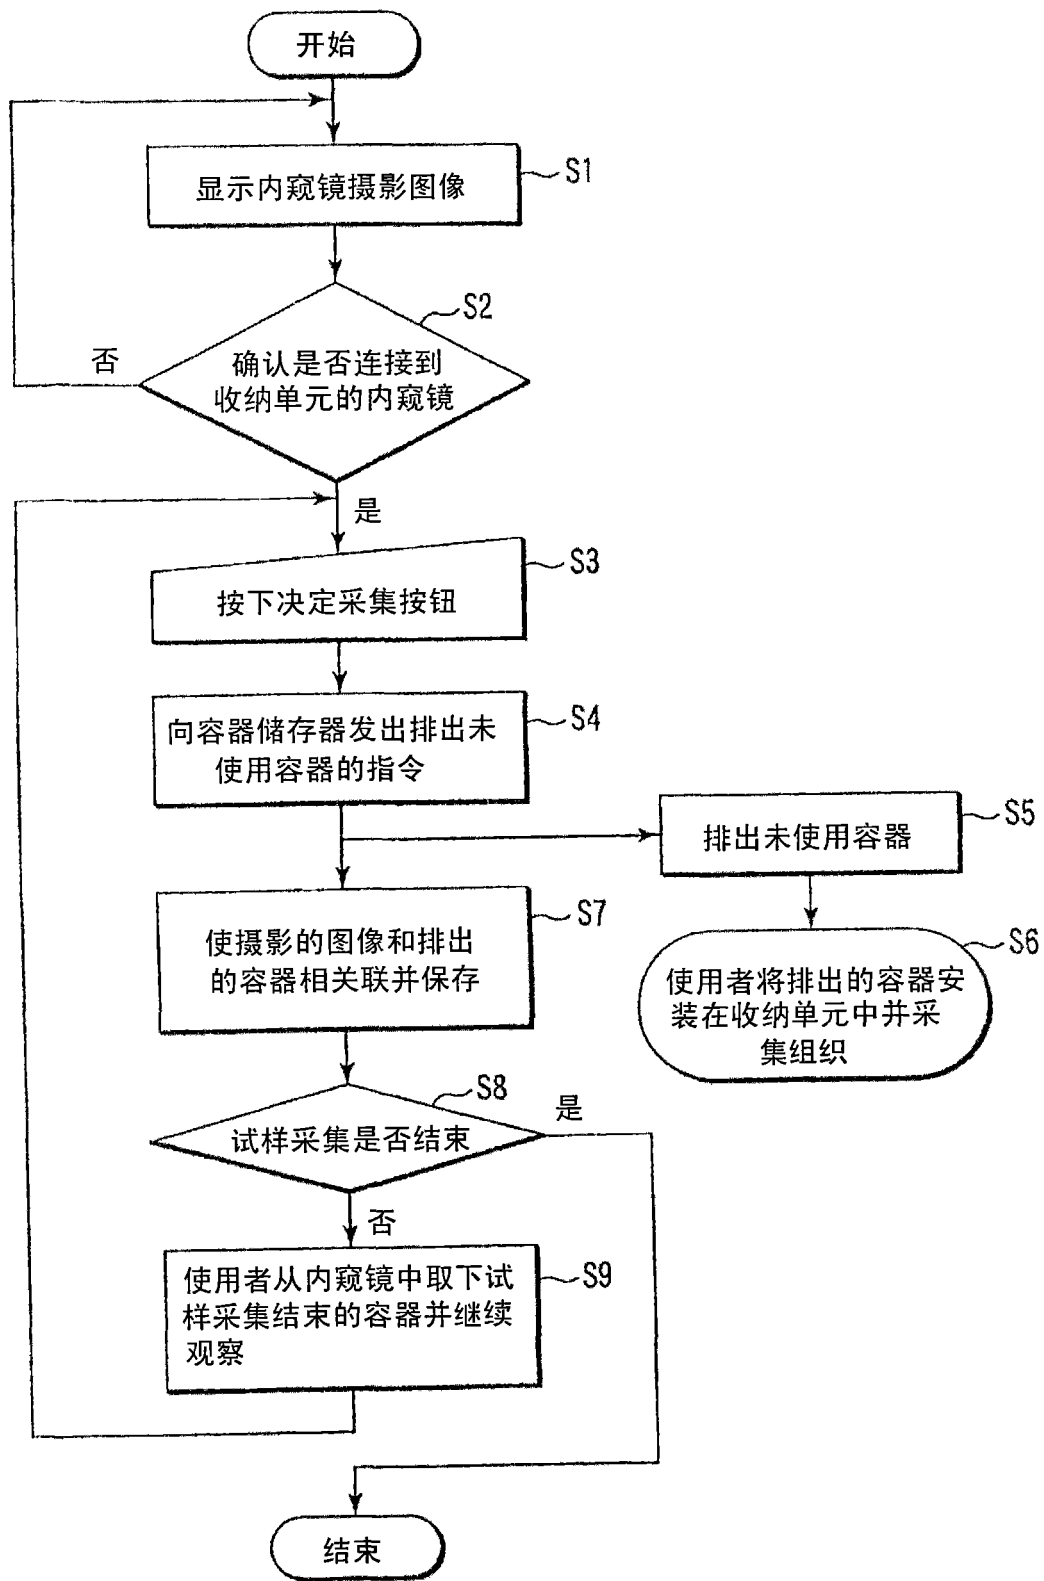 开始
显示内窥镜摄影图像
S1
S2
确认是否连接到
收纳单元的内窥镜
否
是
S3
按下决定采集按钮
S4
向容器储存器发出排出未
使用容器的指令
S5
排出未使用容器
S7
使摄影的图像和排出
的容器相关联并保存
S6
使用者将排出的容器安
装在收纳单元中并采
集组织
S8
试样采集是否结束
是
否
S9
使用者从内窥镜中取下试
样采集结束的容器并继续
观察
结束